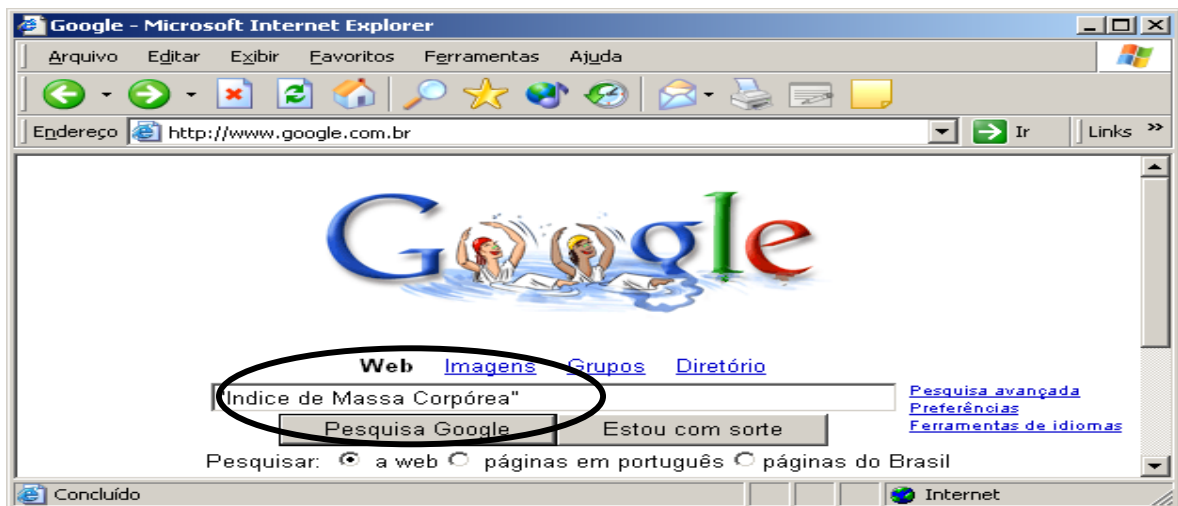 Google - Microsoft Internet Explorer
Arquivo Editar Exibir Favoritos Ferramentas Ajuda
Endereço http://www.google.com.br Ir Links »
Google
Web Imagens Grupos Diretório
"Indice de Massa Corpórea" Pesquisa avançada
Preferências
Pesquisa Google Estou com sorte Ferramentas de idiomas
Pesquisar: a web páginas em português páginas do Brasil
Concluído Internet